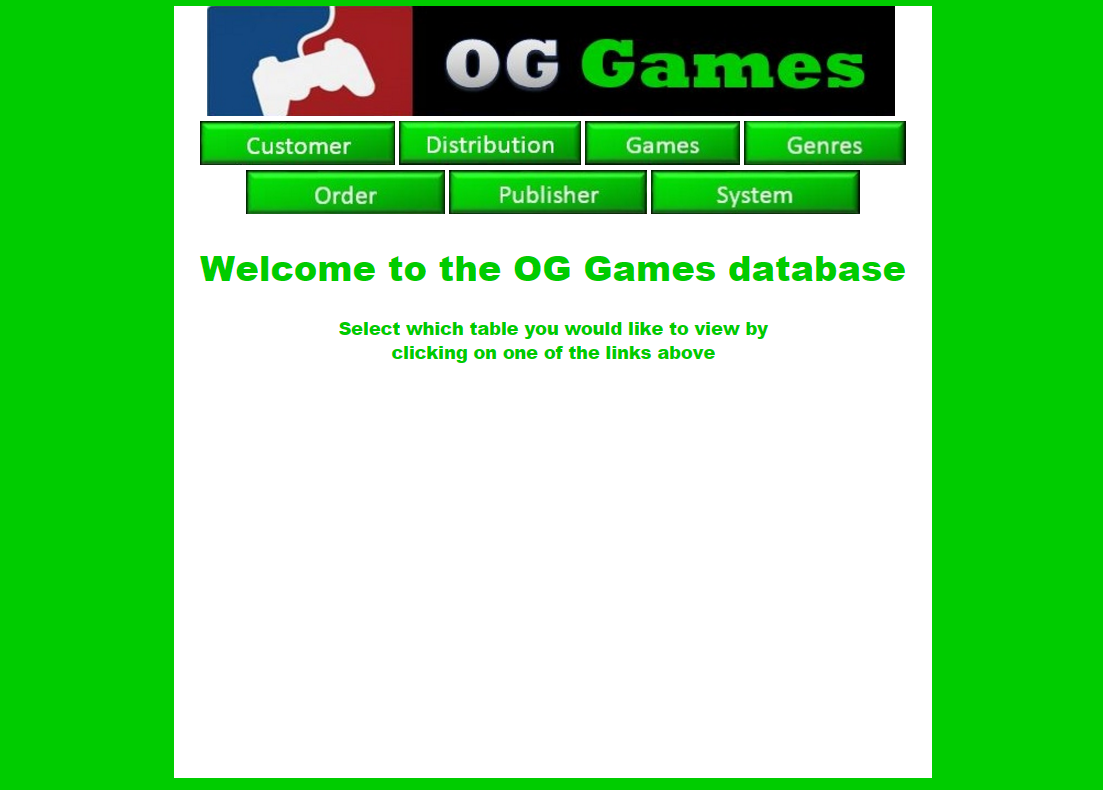 OG Games
Customer Distribution Games Genres
Order Publisher System
Welcome to the OG Games database
Select which table you would like to view by
clicking on one of the links above